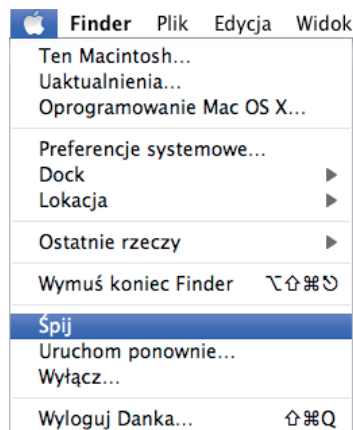 Finder Plik Edycja Widok
Ten Macintosh...
Uaktualnienia...
Oprogramowanie Mac OS X...
Preferencje systemowe...
Dock
Lokacja
Ostatnie rzeczy
Wymuś koniec Finder ⌥⇧⌘⎋
Śpij
Uruchom ponownie...
Wyłącz...
Wyloguj Danka... ⇧⌘Q